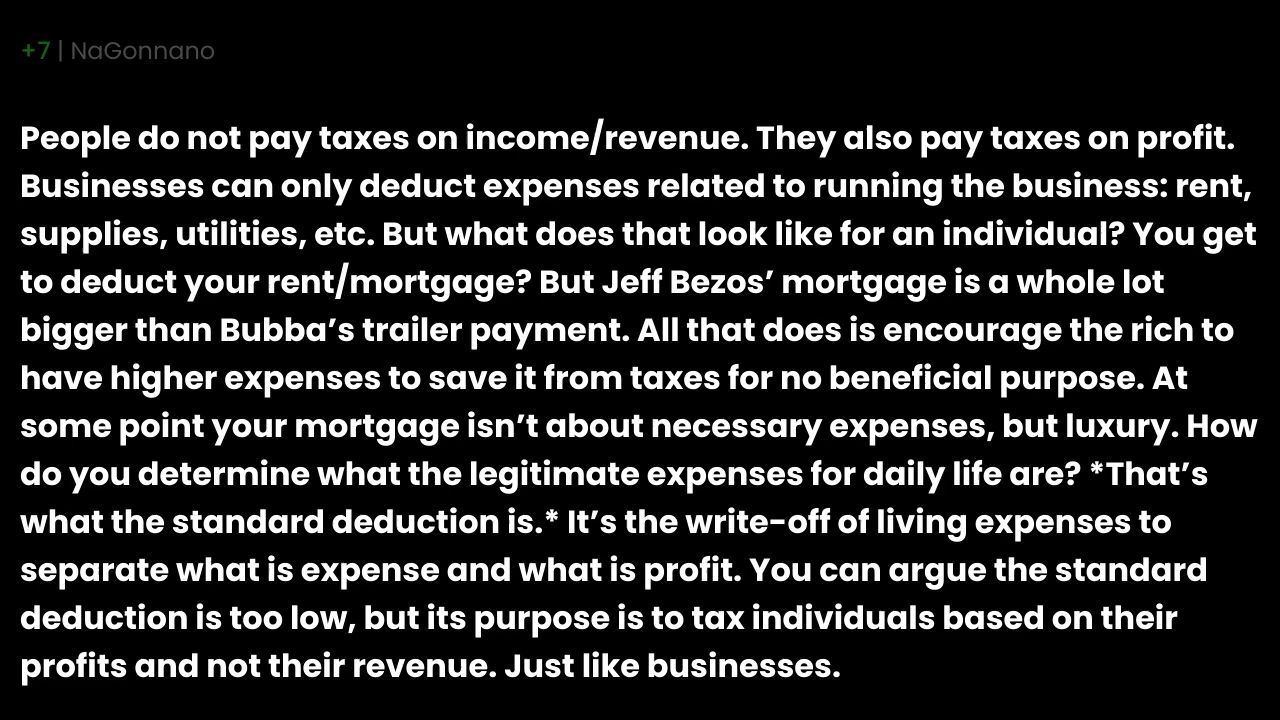 +7 | NaGonnano
People do not pay taxes on income/revenue. They also pay taxes on profit.
Businesses can only deduct expenses related to running the business: rent,
supplies, utilities, etc. But what does that look like for an individual? You get
to deduct your rent/mortgage? But Jeff Bezos’ mortgage is a whole lot
bigger than Bubba’s trailer payment. All that does is encourage the rich to
have higher expenses to save it from taxes for no beneficial purpose. At
some point your mortgage isn’t about necessary expenses, but luxury. How
do you determine what the legitimate expenses for daily life are? *That’s
what the standard deduction is.* It’s the write-off of living expenses to
separate what is expense and what is profit. You can argue the standard
deduction is too low, but its purpose is to tax individuals based on their
profits and not their revenue. Just like businesses.